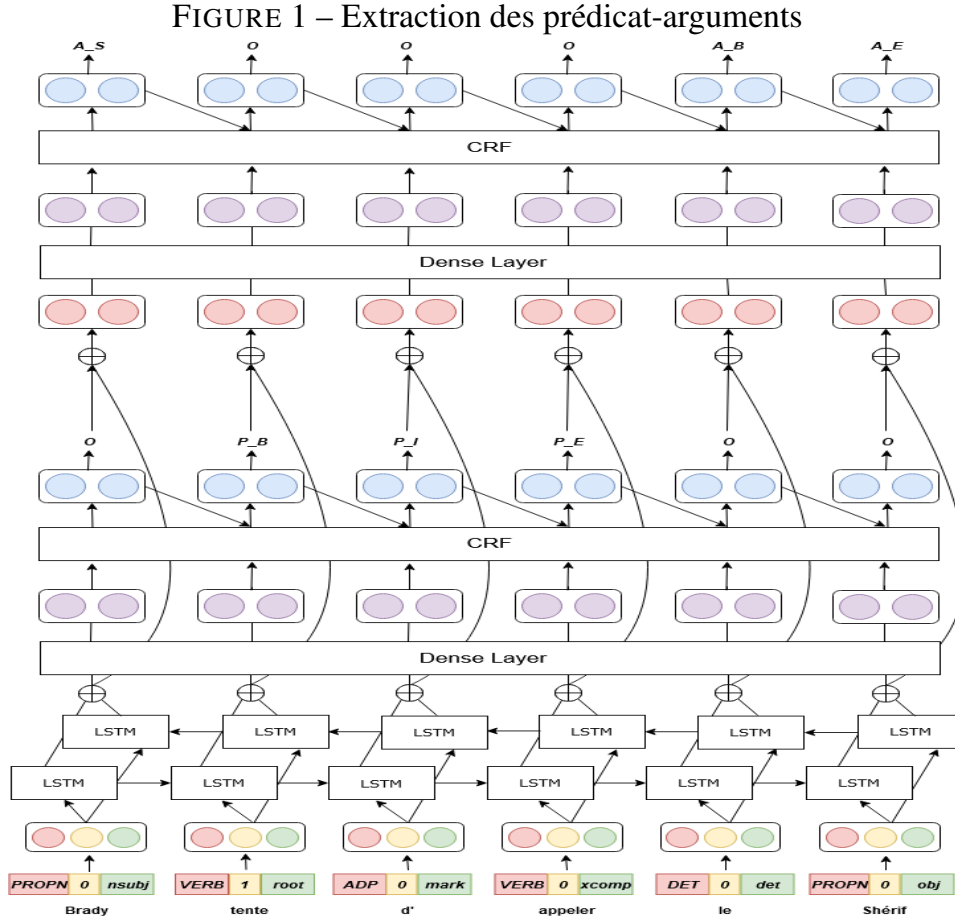 FIGURE 1 – Extraction des prédicat-arguments
A_S O O O A_B A_E
CRF
Dense Layer
O P_B P_I P_E O O
CRF
Dense Layer
LSTM LSTM LSTM LSTM LSTM LSTM
LSTM LSTM LSTM LSTM LSTM LSTM
PROPN 0 nsubj VERB 1 root ADP 0 mark VERB 0 xcomp DET 0 det PROPN 0 obj
Brady tente d' appeler le Shérif